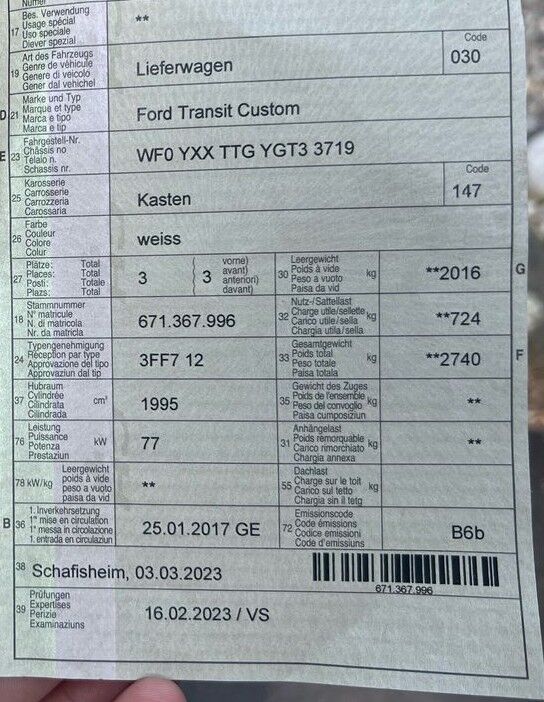 Numer
17 Bes. Verwendung
Usage spécial
Uso speciale
Diever spezial
**
19 Art des Fahrzeugs
Genre de véhicule
Genere di veicolo
Gener dal vehichel
Lieferwagen
Code
030
D 21 Marke und Typ
Marque et type
Marca e tipo
Marca e tip
Ford Transit Custom
E 23 Fahrgestell-Nr.
Châssis no
Telaio n.
Schassis nr.
WF0 YXX TTG YGT3 3719
25 Karosserie
Carrosserie
Carrozzeria
Carossaria
Kasten
Code
147
26 Farbe
Couleur
Colore
Colur
weiss
27 Plätze: Total
Places: Total
Posti: Totale
Plazs: Total
3
3
vorne)
avant)
anteriori)
davant)
30 Leergewicht
Poids à vide
Peso a vuoto
Paisa da vid
kg
**2016
G
18 Stammnummer
N° matricule
N. di matricola
Nr. da matricla
671.367.996
32 Nutz-/Sattellast
Charge utile/sellette
Carico utile/sella
Chargia utila/sella
kg
**724
24 Typengenehmigung
Réception par type
Approvazione del tipo
Approvaziun dal tip
3FF7 12
33 Gesamtgewicht
Poids total
Peso totale
Paisa totala
kg
**2740
F
37 Hubraum
Cylindrée
Cilindrata
Cilindrada
cm³
1995
35 Gewicht des Zuges
Poids de l'ensemble
Peso del convoglio
Paisa cumposiziun
kg
**
76 Leistung
Puissance
Potenza
Prestaziun
kW
77
31 Anhängelast
Poids remorquable
Carico rimorchiato
Chargia annexa
kg
**
78 kW/kg
Leergewicht
poids à vide
peso a vuoto
paisa da vid
**
55 Dachlast
Charge sur le toit
Carico sul tetto
Chargia sin il tetg
kg
B 36 1. Inverkehrsetzung
1re mise en circulation
1a messa in circolazione
1. entrada en circulaziun
25.01.2017 GE
72 Emissionscode
Code émissions
Codice emissioni
Code d'emissiuns
B6b
38 Schafisheim, 03.03.2023
671.367.996
39 Prüfungen
Expertises
Perizie
Examinaziuns
16.02.2023 / VS